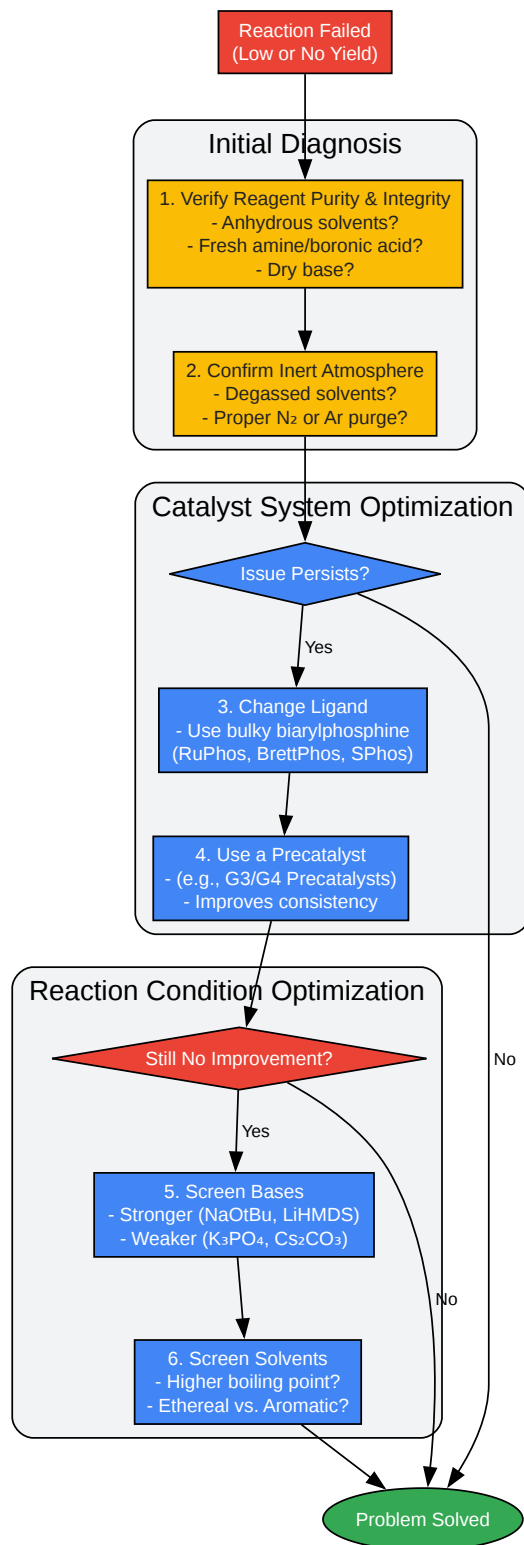 Reaction Failed
(Low or No Yield)
Initial Diagnosis
1. Verify Reagent Purity & Integrity
- Anhydrous solvents?
- Fresh amine/boronic acid?
- Dry base?
2. Confirm Inert Atmosphere
- Degassed solvents?
- Proper N₂ or Ar purge?
Catalyst System Optimization
Issue Persists?
Yes
3. Change Ligand
- Use bulky biarylphosphine
(RuPhos, BrettPhos, SPhos)
4. Use a Precatalyst
- (e.g., G3/G4 Precatalysts)
- Improves consistency
Reaction Condition Optimization
Still No Improvement?
No
Yes
5. Screen Bases
- Stronger (NaOtBu, LiHMDS)
- Weaker (K₃PO₄, Cs₂CO₃)
No
6. Screen Solvents
- Higher boiling point?
- Ethereal vs. Aromatic?
Problem Solved